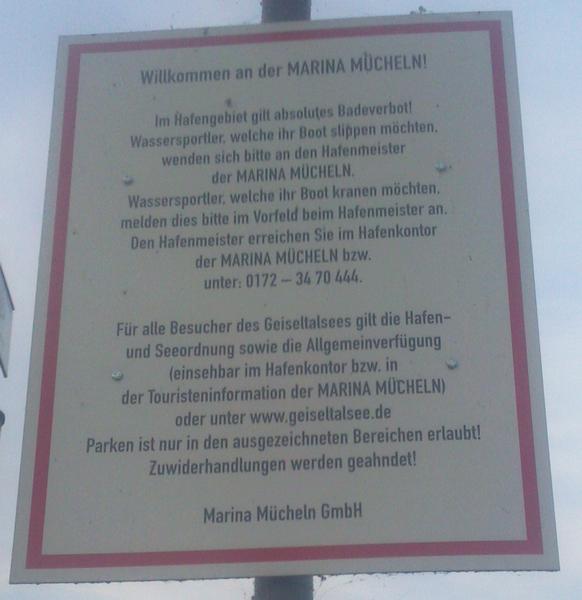 Willkommen an der MARINA MÜCHELN!
Im Hafengebiet gilt absolutes Badeverbot!
Wassersportler, welche ihr Boot slippen möchten,
wenden sich bitte an den Hafenmeister
der MARINA MÜCHELN.
Wassersportler, welche ihr Boot kranen möchten,
melden dies bitte im Vorfeld beim Hafenmeister an.
Den Hafenmeister erreichen Sie im Hafenkontor
der MARINA MÜCHELN bzw.
unter: 0172 – 34 70 444.
Für alle Besucher des Geiseltalsees gilt die Hafen-
und Seeordnung sowie die Allgemeinverfügung
(einsehbar im Hafenkontor bzw. in
der Touristeninformation der MARINA MÜCHELN)
oder unter www.geiseltalsee.de
Parken ist nur in den ausgezeichneten Bereichen erlaubt!
Zuwiderhandlungen werden geahndet!
Marina Mücheln GmbH